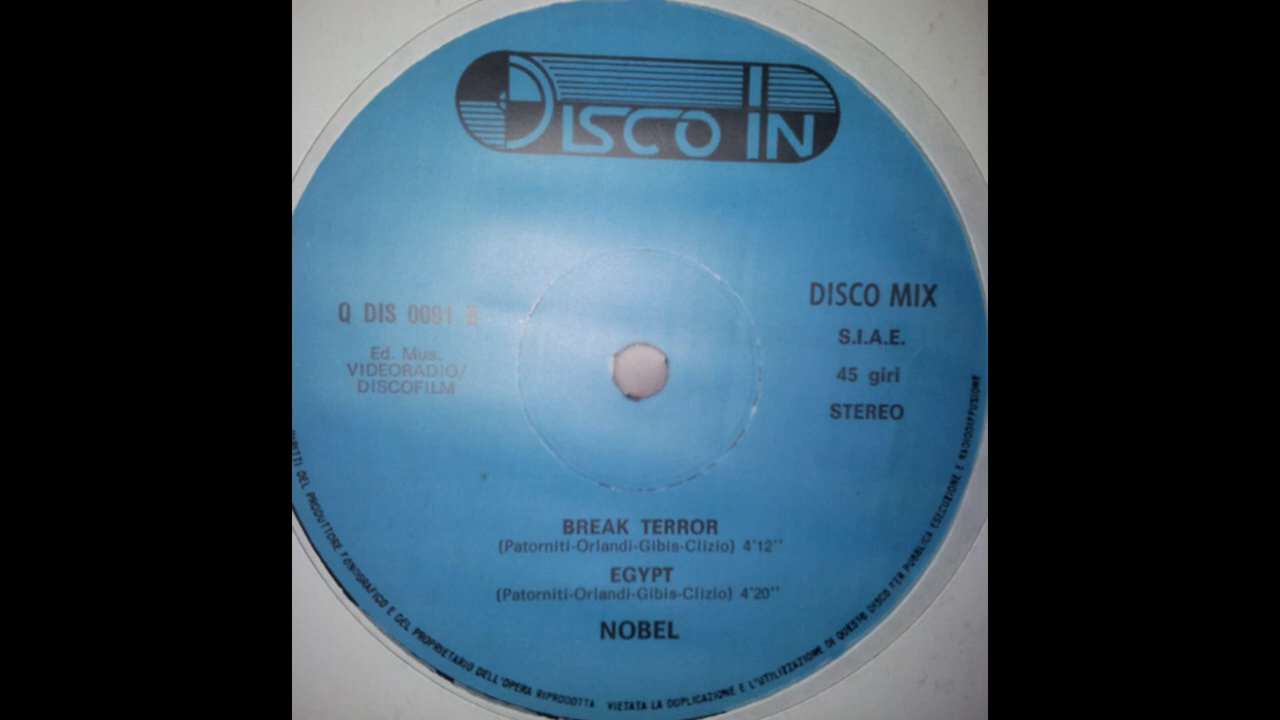 DISCO IN
DISCO MIX
S.I.A.E.
45 giri
STEREO
Q DIS 0091 B
Ed. Mus.
VIDEORADIO/
DISCOFILM
BREAK TERROR
(Patorniti-Orlandi-Gibis-Clizio) 4'12''
EGYPT
(Patorniti-Orlandi-Gibis-Clizio) 4'20''
NOBEL
DEL PRODUTTORE FONOGRAFICO E DEL PROPRIETARIO DELL'OPERA RIPRODOTTA VIETATA LA DUPLICAZIONE E L'UTILIZZAZIONE DI QUESTO DISCO PER PUBBLICA ESECUZIONE E RADIODIFFUSIONE